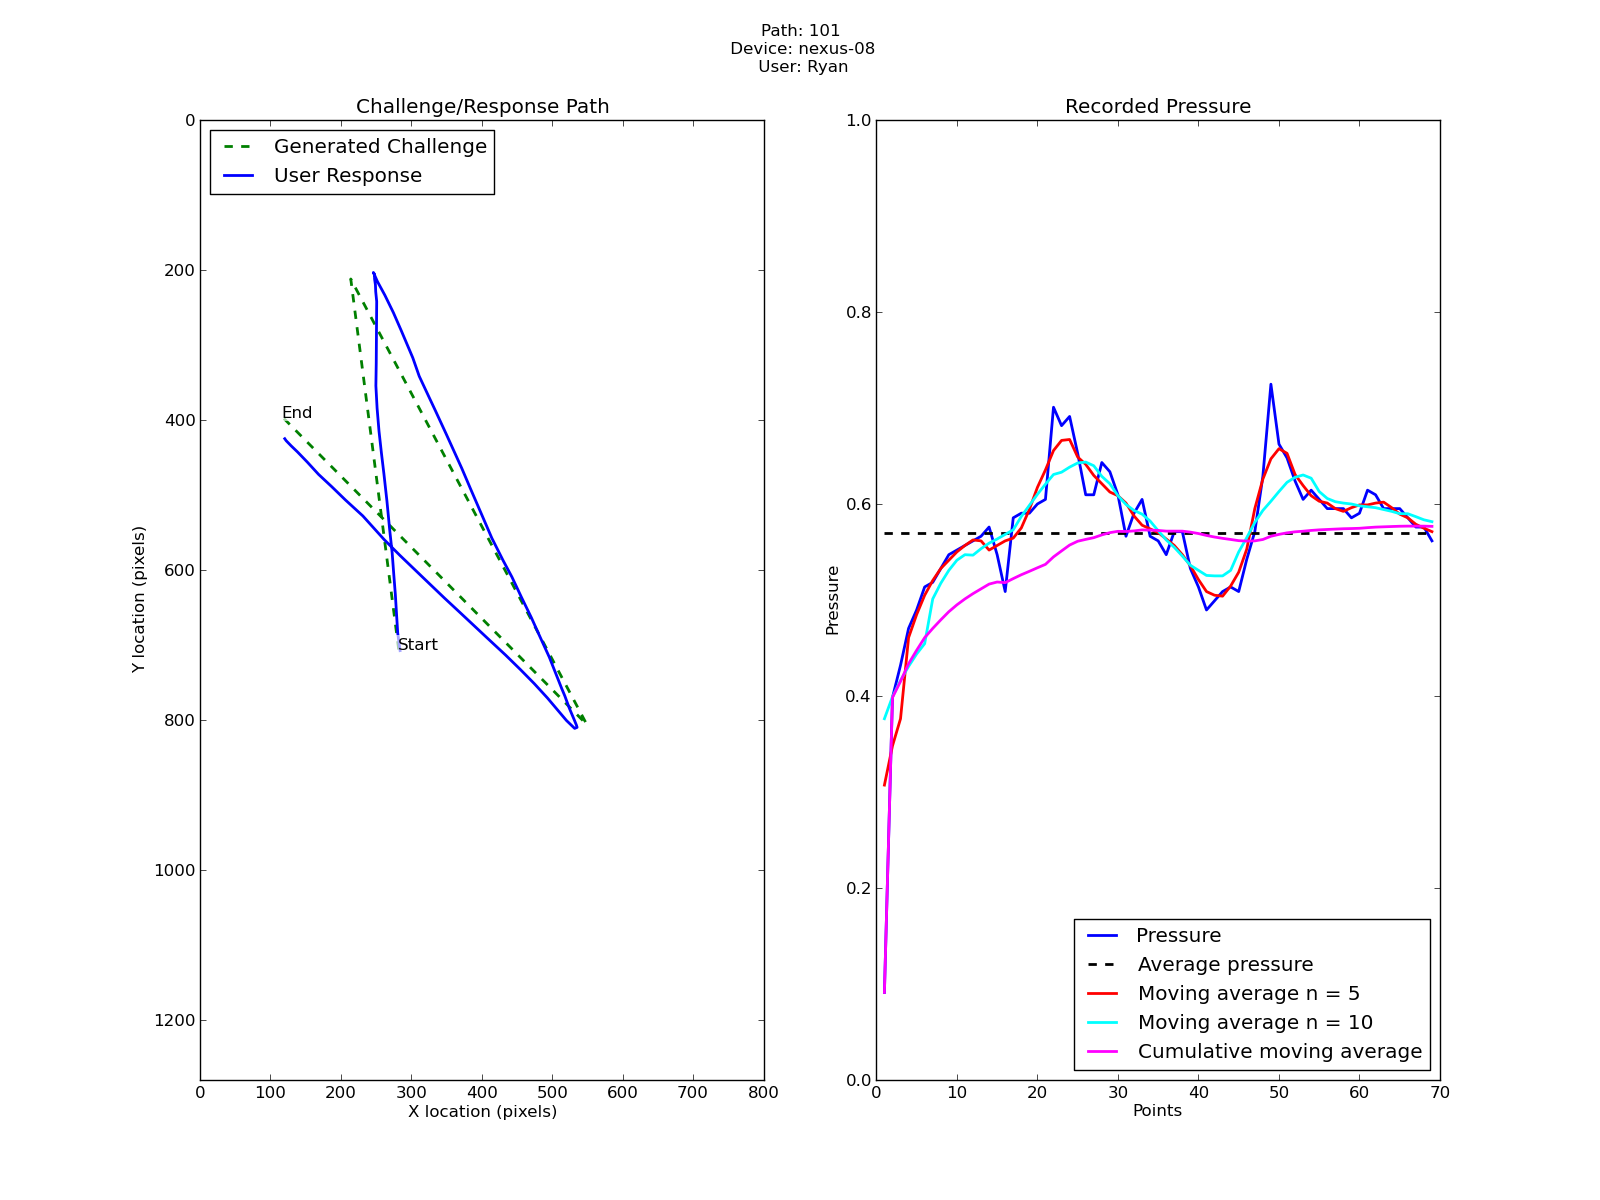 Path: 101
Device: nexus-08
User: Ryan
Challenge/Response Path
Generated Challenge
User Response
0
200
400
600
800
1000
1200
Y location (pixels)
End
Start
0 100 200 300 400 500 600 700 800
X location (pixels)
Recorded Pressure
1.0
0.8
0.6
0.4
0.2
0.0
Pressure
Pressure
Average pressure
Moving average n = 5
Moving average n = 10
Cumulative moving average
0 10 20 30 40 50 60 70
Points